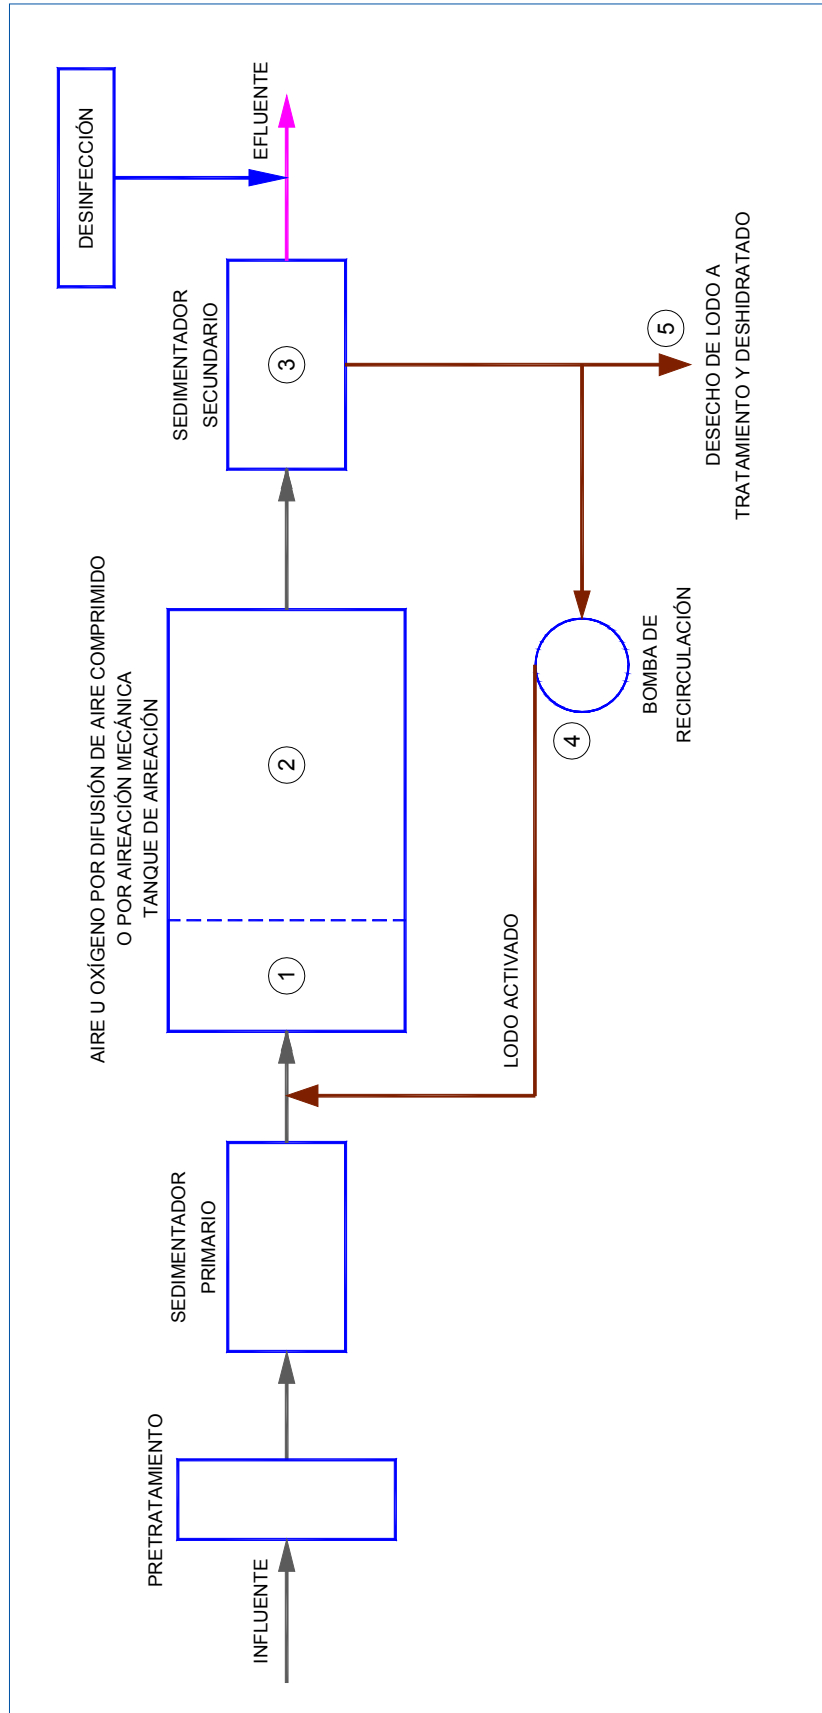 INFLUENTE
PRETRATAMIENTO
SEDIMENTADOR
PRIMARIO
AIRE U OXÍGENO POR DIFUSIÓN DE AIRE COMPRIMIDO
O POR AIREACIÓN MECÁNICA
TANQUE DE AIREACIÓN
1
2
SEDIMENTADOR
SECUNDARIO
3
DESINFECCIÓN
EFLUENTE
LODO ACTIVADO
4
BOMBA DE
RECIRCULACIÓN
5
DESECHO DE LODO A
TRATAMIENTO Y DESHIDRATADO